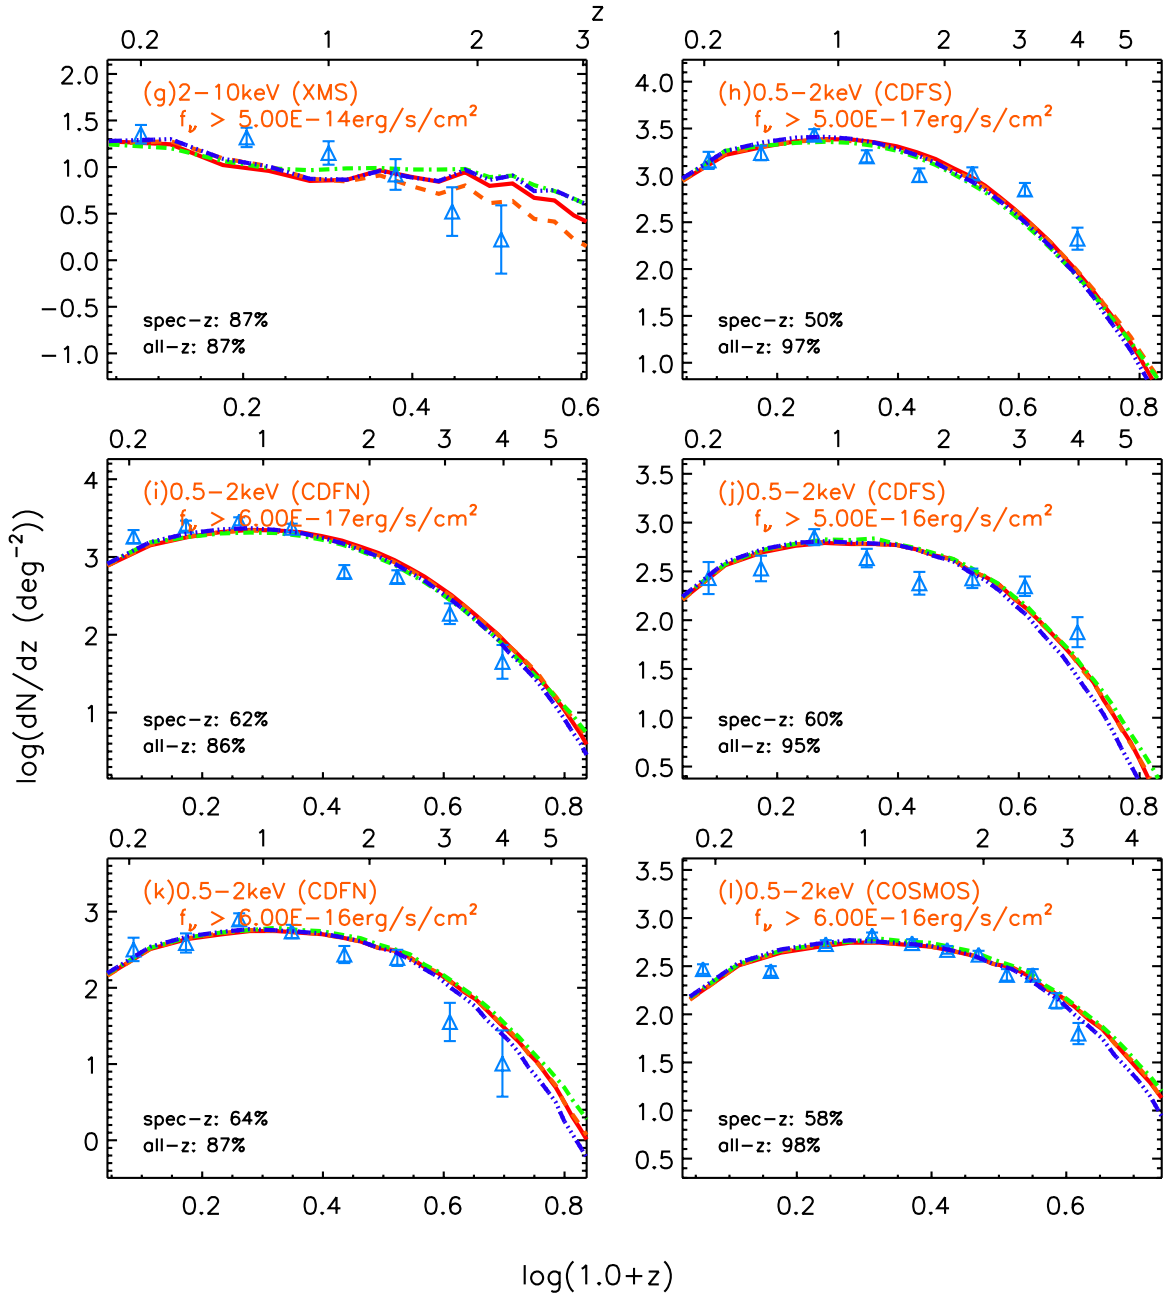 z
0.2 1 2 3
0.2 1 2 3 4 5
(g)2−10keV (XMS)
fν > 5.00E−14erg/s/cm²
2.0
1.5
1.0
0.5
0.0
−0.5
−1.0
spec−z: 87%
all−z: 87%
0.2 0.4 0.6
(h)0.5−2keV (CDFS)
fν > 5.00E−17erg/s/cm²
4.0
3.5
3.0
2.5
2.0
1.5
1.0
spec−z: 50%
all−z: 97%
0.2 0.4 0.6 0.8
0.2 1 2 3 4 5
(i)0.5−2keV (CDFN)
fν > 6.00E−17erg/s/cm²
4
3
2
1
spec−z: 62%
all−z: 86%
0.2 0.4 0.6 0.8
0.2 1 2 3 4 5
(j)0.5−2keV (CDFS)
fν > 5.00E−16erg/s/cm²
3.5
3.0
2.5
2.0
1.5
1.0
0.5
spec−z: 60%
all−z: 95%
0.2 0.4 0.6 0.8
log(dN/dz (deg⁻²))
0.2 1 2 3 4 5
(k)0.5−2keV (CDFN)
fν > 6.00E−16erg/s/cm²
3
2
1
0
spec−z: 64%
all−z: 87%
0.2 0.4 0.6 0.8
0.2 1 2 3 4
(l)0.5−2keV (COSMOS)
fν > 6.00E−16erg/s/cm²
3.5
3.0
2.5
2.0
1.5
1.0
0.5
spec−z: 58%
all−z: 98%
0.2 0.4 0.6
log(1.0+z)